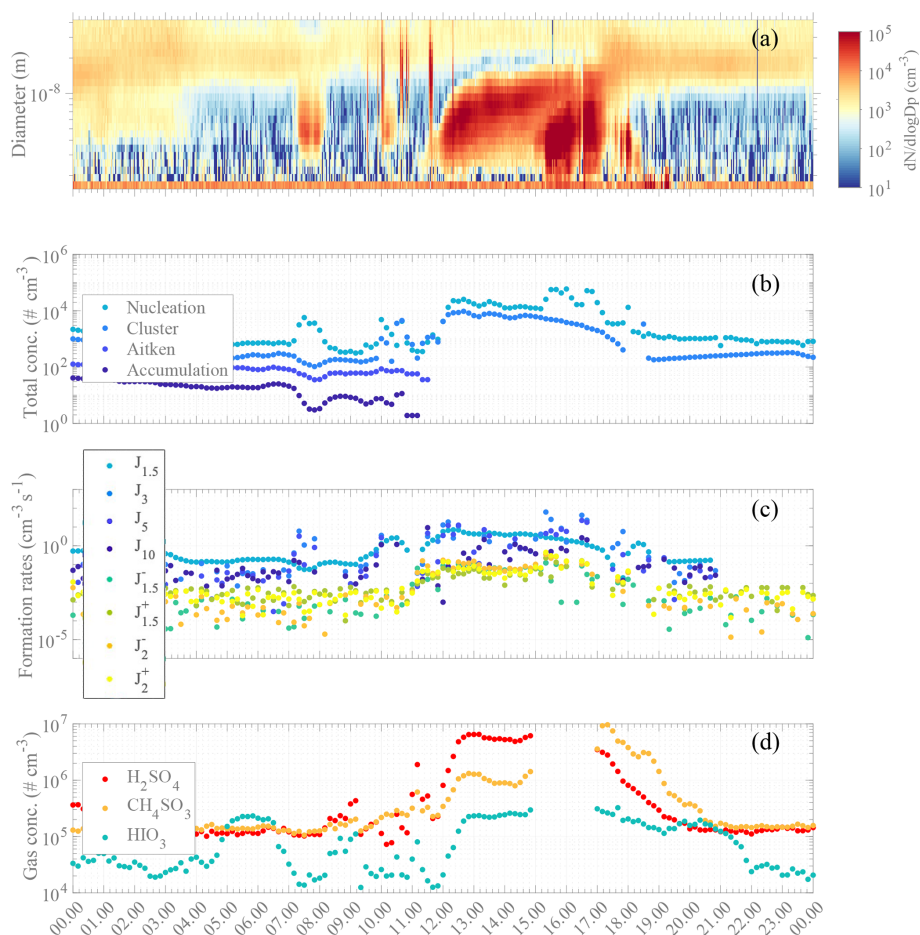 (a)
Diameter (m)
10⁻⁸
10⁵
10⁴
10³
10²
10¹
dN/dlogDp (cm⁻³)
(b)
Total conc. (# cm⁻³)
10⁶
10⁴
10²
10⁰
Nucleation
Cluster
Aitken
Accumulation
(c)
Formation rates (cm⁻³ s⁻¹)
10⁰
10⁻⁵
J₁.₅
J₃
J₅
J₁₀
J⁻₁.₅
J⁺₁.₅
J₂⁻
J₂⁺
(d)
Gas conc. (# cm⁻³)
10⁷
10⁶
10⁵
10⁴
H₂SO₄
CH₄SO₃
HIO₃
00.00 01.00 02.00 03.00 04.00 05.00 06.00 07.00 08.00 09.00 10.00 11.00 12.00 13.00 14.00 15.00 16.00 17.00 18.00 19.00 20.00 21.00 22.00 23.00 00.00